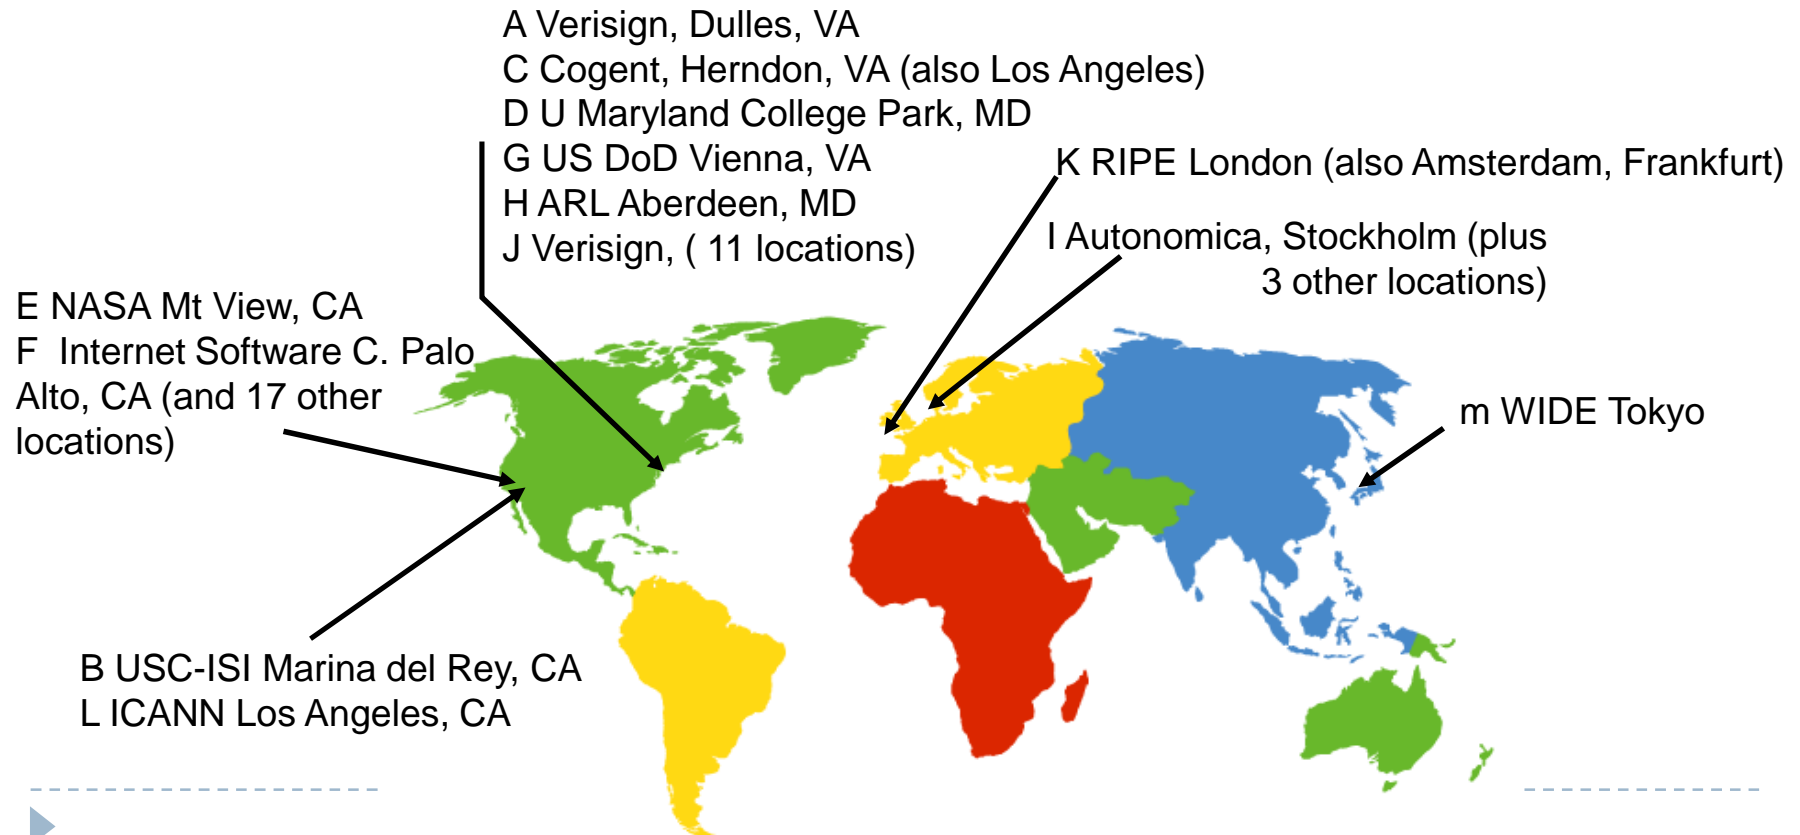 A Verisign, Dulles, VA
C Cogent, Herndon, VA (also Los Angeles)
D U Maryland College Park, MD
G US DoD Vienna, VA
H ARL Aberdeen, MD
J Verisign, ( 11 locations)
K RIPE London (also Amsterdam, Frankfurt)
I Autonomica, Stockholm (plus
3 other locations)
E NASA Mt View, CA
F  Internet Software C. Palo
Alto, CA (and 17 other
locations)
m WIDE Tokyo
B USC-ISI Marina del Rey, CA
L ICANN Los Angeles, CA